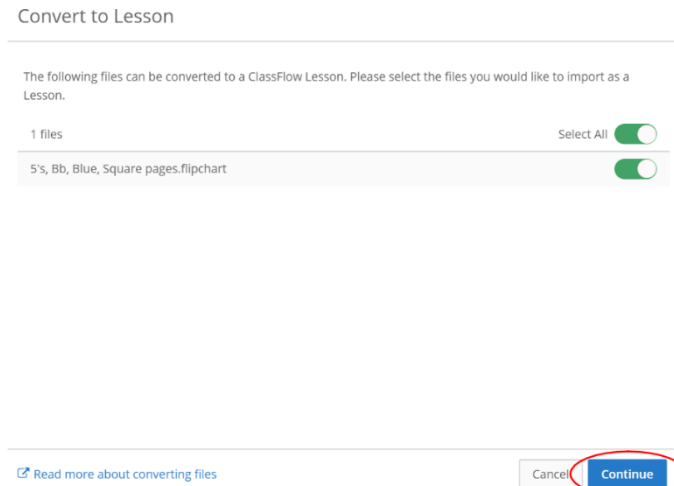 Convert to Lesson
The following files can be converted to a ClassFlow Lesson. Please select the files you would like to import as a
Lesson.
1 files Select All
5's, Bb, Blue, Square pages.flipchart
Read more about converting files Cancel Continue